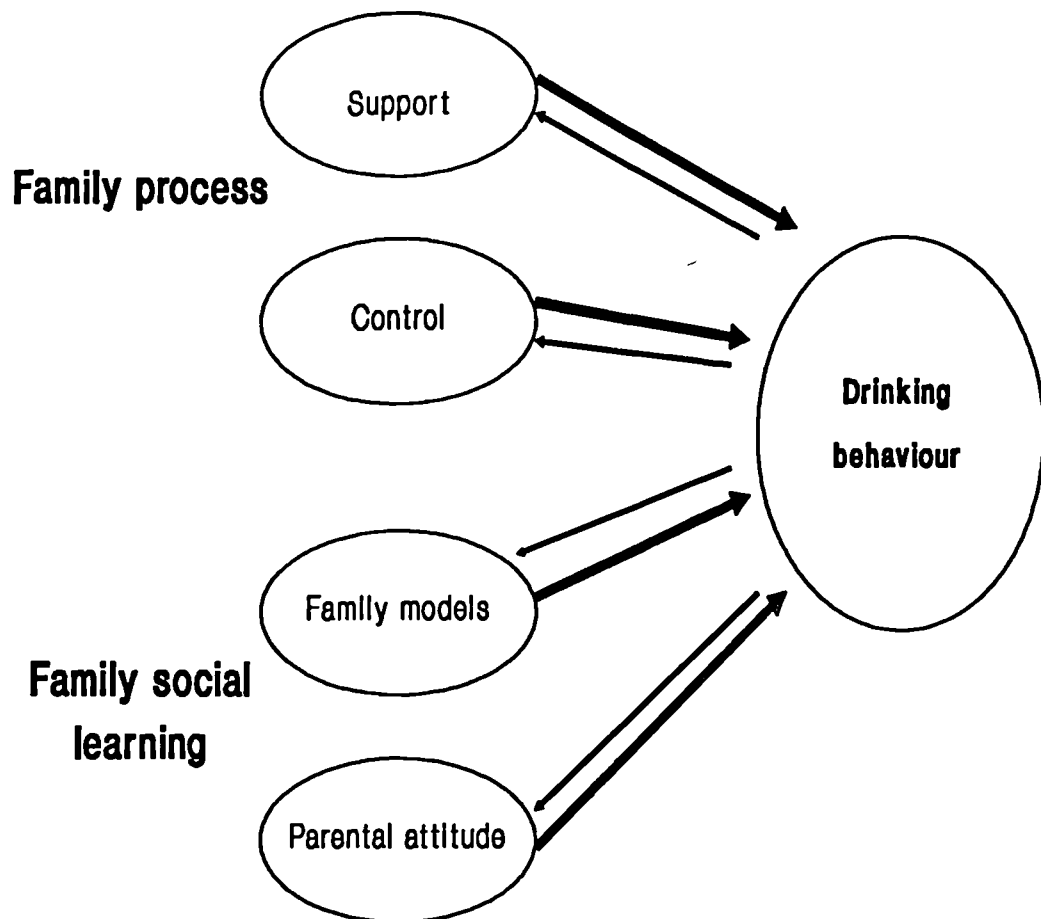 Support
Family process
Control
Drinking
behaviour
Family models
Family social
learning
Parental attitude